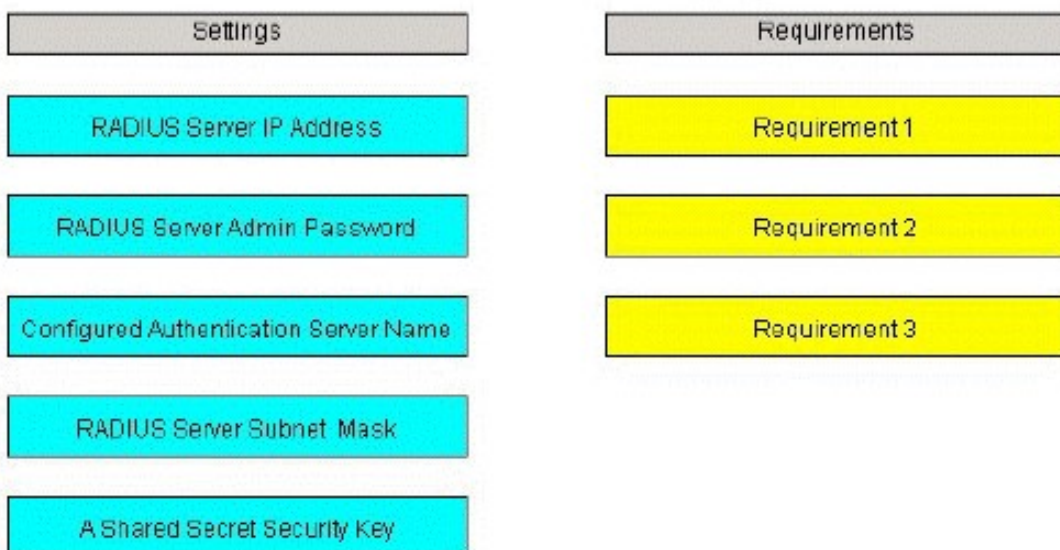 Settings
RADIUS Server IP Address
RADIUS Server Admin Password
Configured Authentication Server Name
RADIUS Server Subnet Mask
A Shared Secret Security Key
Requirements
Requirement 1
Requirement 2
Requirement 3